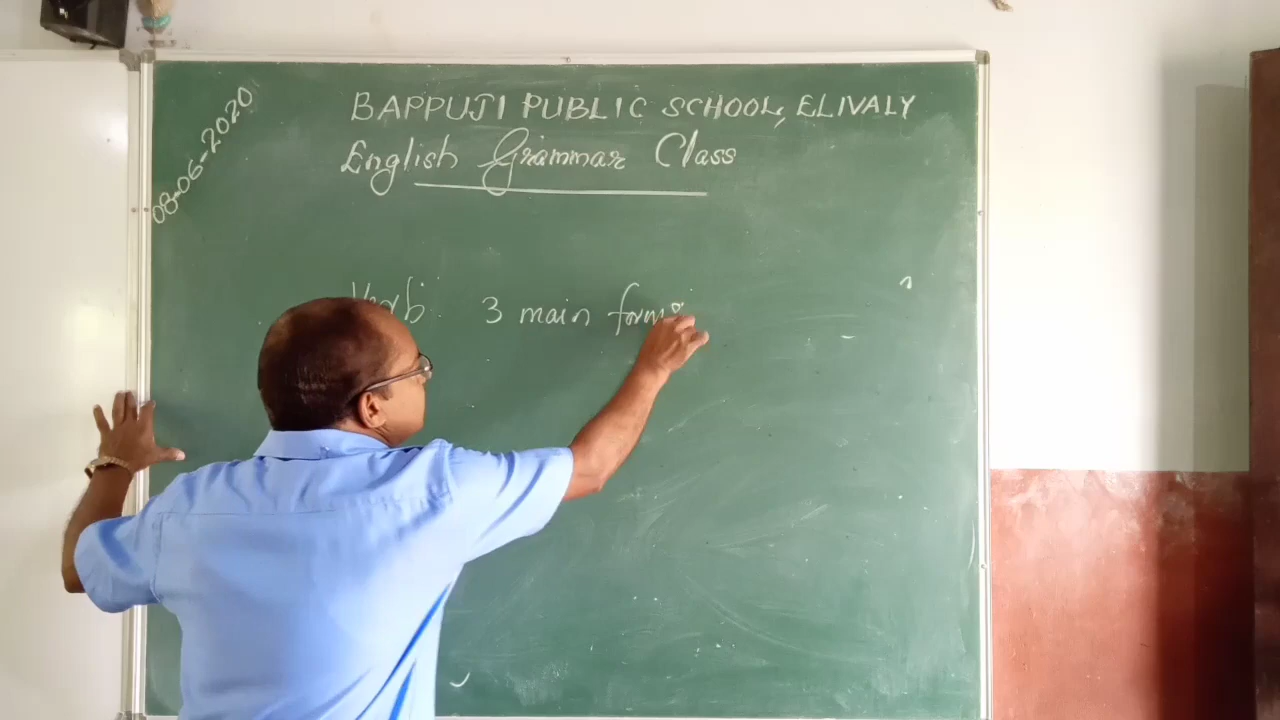 08-06-2020
BAPPUJI PUBLIC SCHOOL, ELIVALY
English Grammar Class
Verb: 3 main forms